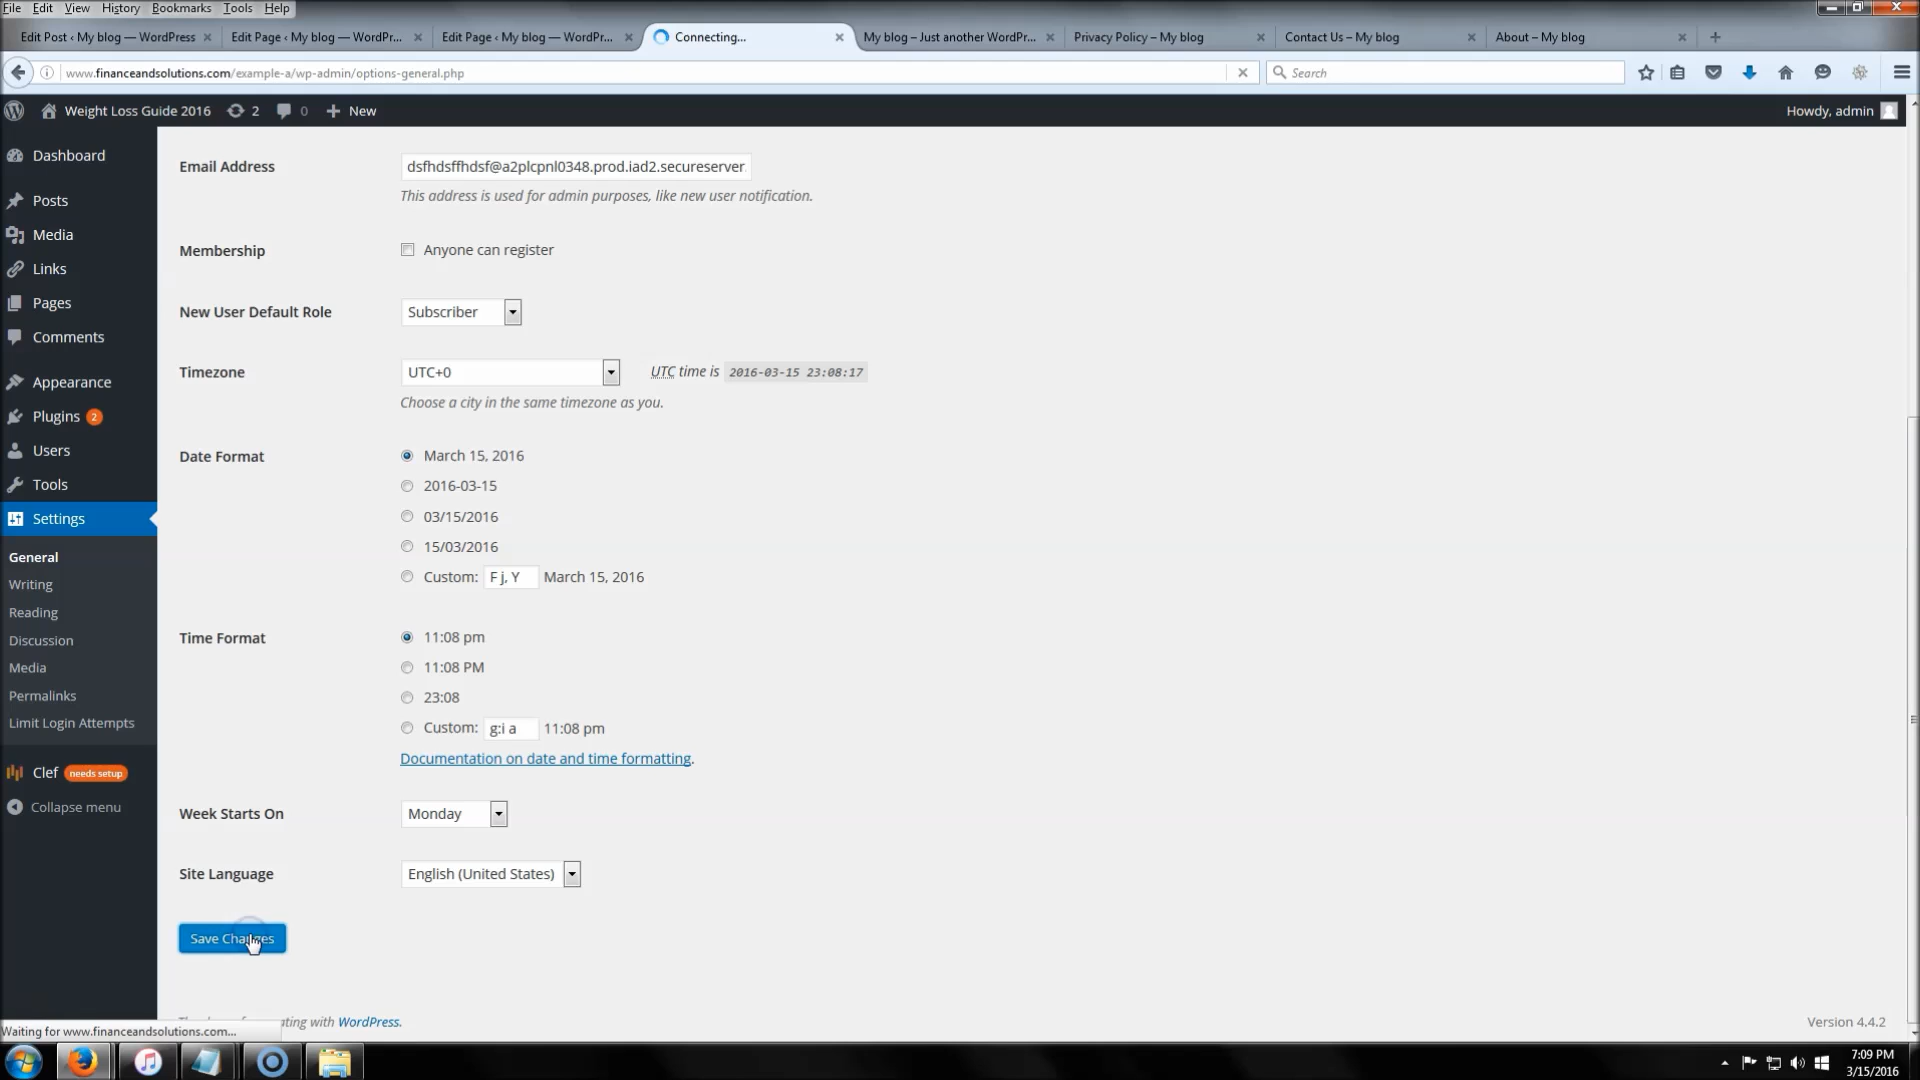 File Edit View History Bookmarks Tools Help
Edit Post ‹ My blog — WordPress
Edit Page ‹ My blog — WordPr...
Edit Page ‹ My blog — WordPr...
Connecting...
My blog – Just another WordPr...
Privacy Policy – My blog
Contact Us – My blog
About – My blog
www.financeandsolutions.com/example-a/wp-admin/options-general.php
Search
Weight Loss Guide 2016 2 0 New
Howdy, admin
Dashboard
Posts
Media
Links
Pages
Comments
Appearance
Plugins 2
Users
Tools
Settings
General
Writing
Reading
Discussion
Media
Permalinks
Limit Login Attempts
Clef needs setup
Collapse menu
Email Address dsfhdsffhdsf@a2plcpnl0348.prod.iad2.secureserver.
This address is used for admin purposes, like new user notification.
Membership Anyone can register
New User Default Role Subscriber
Timezone UTC+0 UTC time is 2016-03-15 23:08:17
Choose a city in the same timezone as you.
Date Format March 15, 2016
2016-03-15
03/15/2016
15/03/2016
Custom: F j, Y March 15, 2016
Time Format 11:08 pm
11:08 PM
23:08
Custom: g:i a 11:08 pm
Documentation on date and time formatting.
Week Starts On Monday
Site Language English (United States)
Save Changes
ating with WordPress.
Version 4.4.2
Waiting for www.financeandsolutions.com...
7:09 PM
3/15/2016